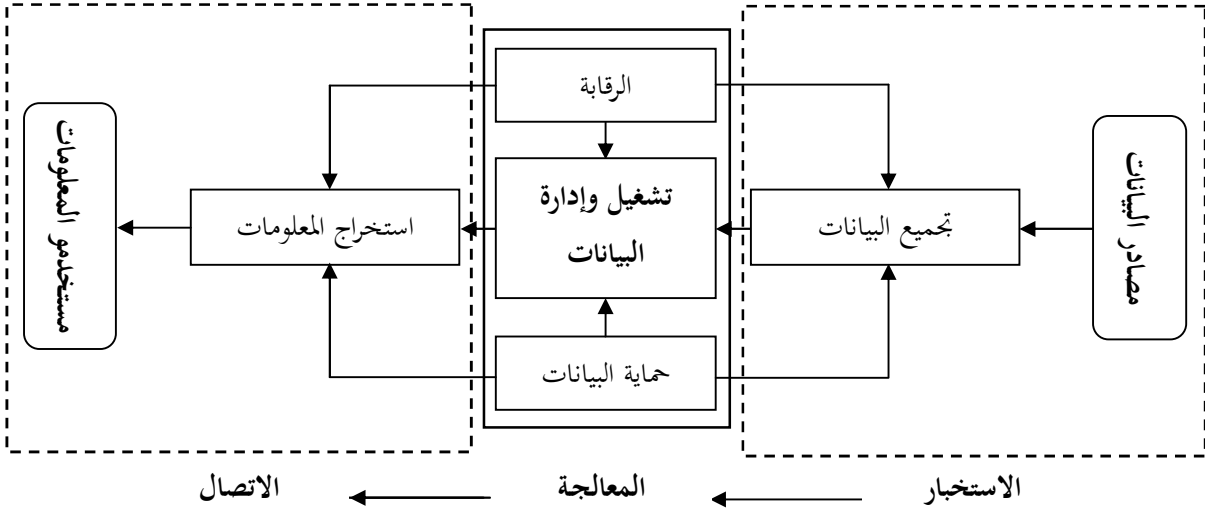 الرقابة
مصادر البيانات
تجميع البيانات
تشغيل وإدارة
البيانات
استخراج المعلومات
مستخدمو المعلومات
حماية البيانات
الاستخبار
المعالجة
الاتصال